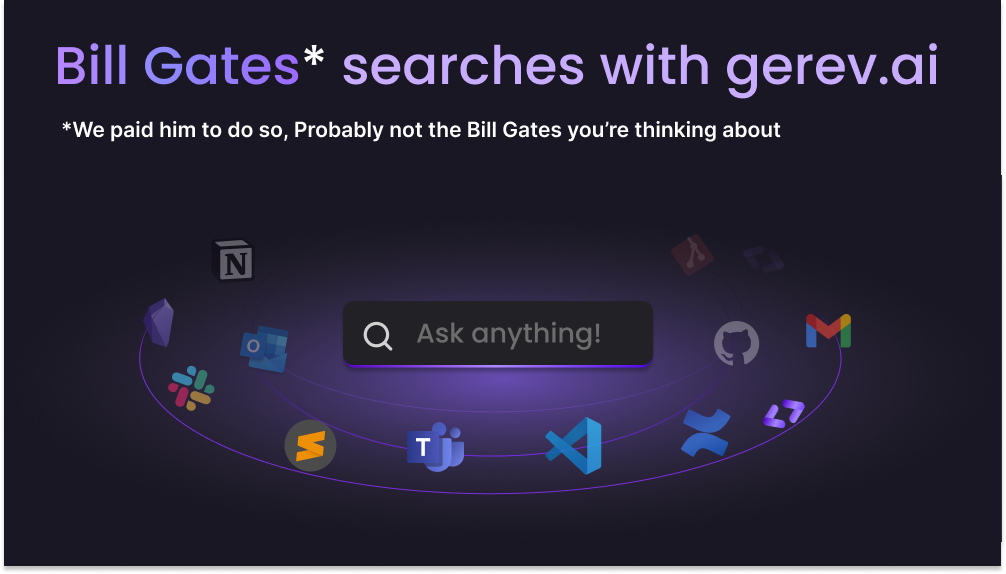 Bill Gates* searches with gerev.ai
*We paid him to do so, Probably not the Bill Gates you’re thinking about
N
Ask anything!
O
T